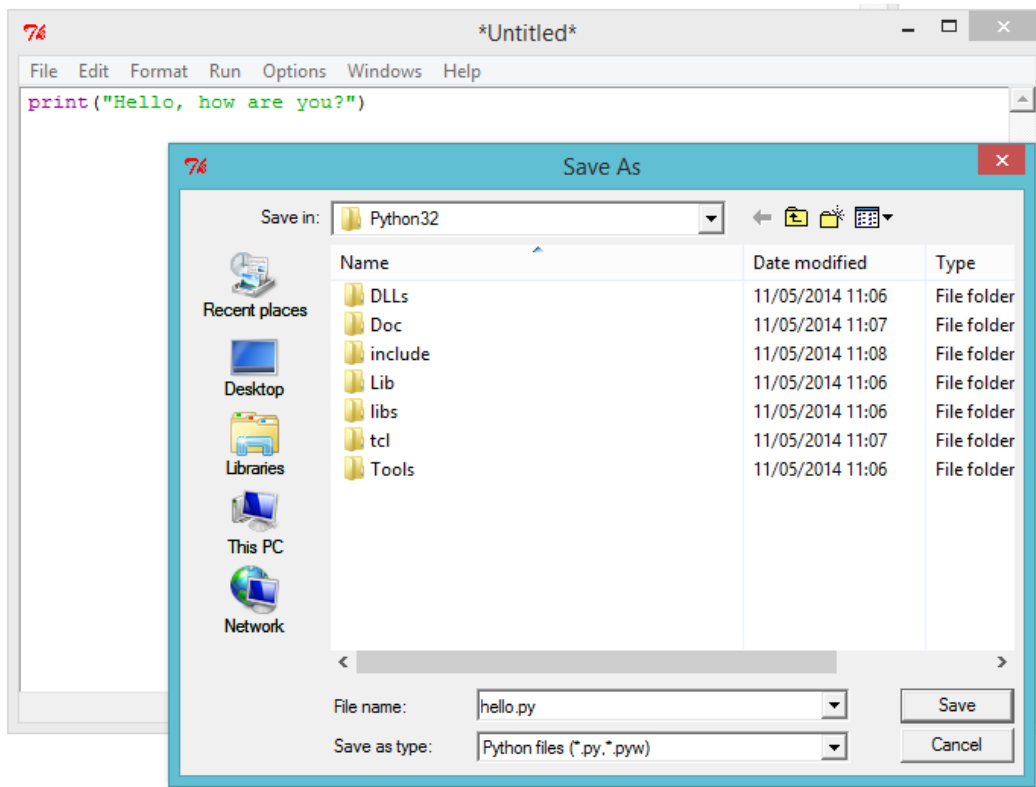 *Untitled*
File Edit Format Run Options Windows Help
print("Hello, how are you?")
Save As
Save in: Python32
Name Date modified Type
DLLs 11/05/2014 11:06 File folder
Doc 11/05/2014 11:07 File folder
include 11/05/2014 11:08 File folder
Lib 11/05/2014 11:06 File folder
libs 11/05/2014 11:06 File folder
tcl 11/05/2014 11:07 File folder
Tools 11/05/2014 11:06 File folder
Recent places
Desktop
Libraries
This PC
Network
File name: hello.py Save
Save as type: Python files (*.py,*.pyw) Cancel